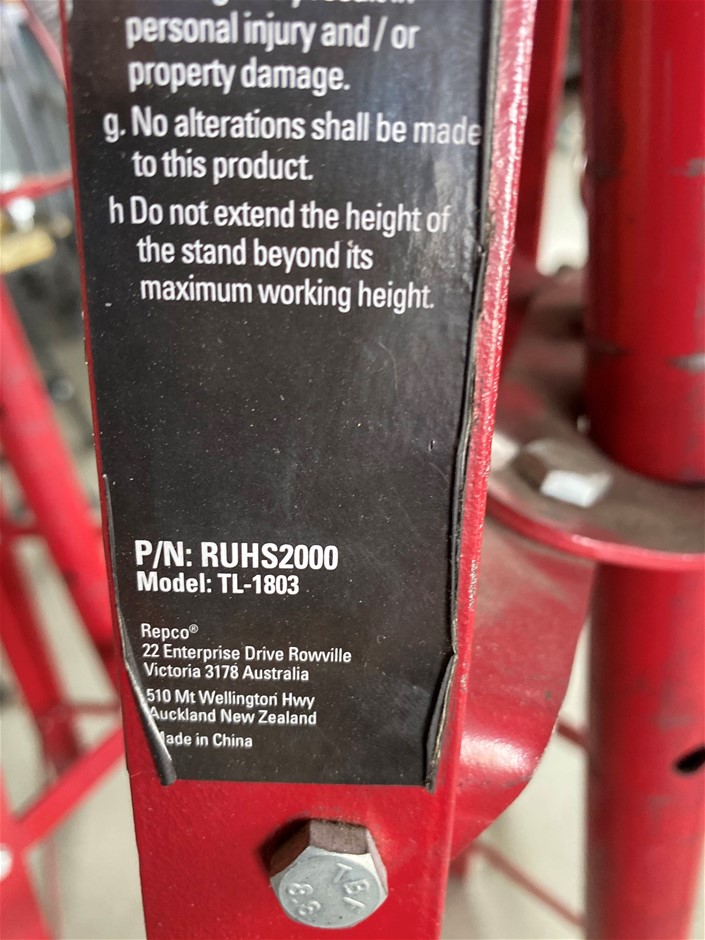 personal injury and / or
property damage.
g. No alterations shall be made
to this product.
h Do not extend the height of
the stand beyond its
maximum working height.
P/N: RUHS2000
Model: TL-1803
Repco®
22 Enterprise Drive Rowville
Victoria 3178 Australia
510 Mt Wellington Hwy
Auckland New Zealand
Made in China
8.8